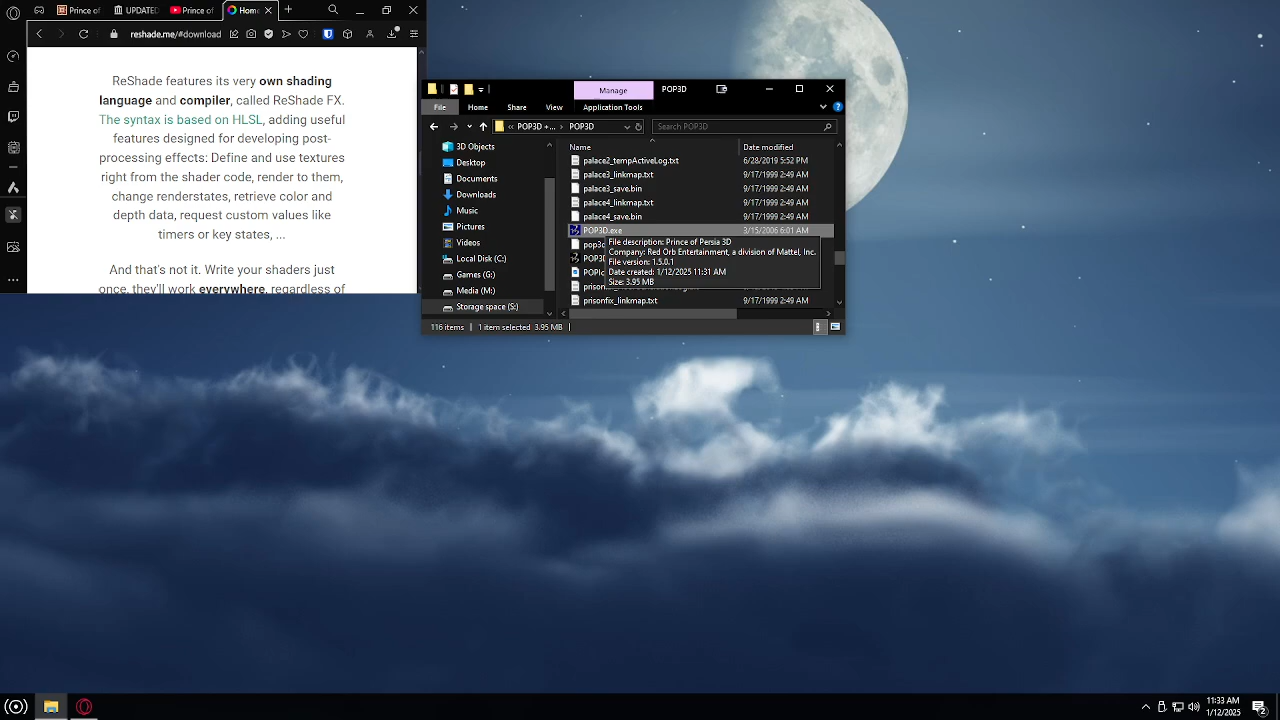 Prince of
UPDATED
Prince of
Home
reshade.me/#download
ReShade features its very own shading
language and compiler, called ReShade FX.
The syntax is based on HLSL, adding useful
features designed for developing post-
processing effects: Define and use textures
right from the shader code, render to them,
change renderstates, retrieve color and
depth data, request custom values like
timers or key states, ...
And that's not it. Write your shaders just
once, they'll work everywhere, regardless of
Manage
POP3D
File
Home
Share
View
Application Tools
« POP3D +... › POP3D
Search POP3D
3D Objects
Desktop
Documents
Downloads
Music
Pictures
Videos
Local Disk (C:)
Games (G:)
Media (M:)
Storage space (S:)
Name
Date modified
palace2_tempActiveLog.txt 6/28/2019 5:52 PM
palace3_linkmap.txt 9/17/1999 2:49 AM
palace3_save.bin 9/17/1999 2:49 AM
palace4_linkmap.txt 9/17/1999 2:49 AM
palace4_save.bin 9/17/1999 2:49 AM
POP3D.exe 3/15/2006 6:01 AM
File description: Prince of Persia 3D
Company: Red Orb Entertainment, a division of Mattel, Inc.
File version: 1.5.0.1
Date created: 1/12/2025 11:31 AM
Size: 3.95 MB
prisonfix_linkmap.txt 9/17/1999 2:49 AM
116 items
1 item selected 3.95 MB
11:33 AM
1/12/2025
2